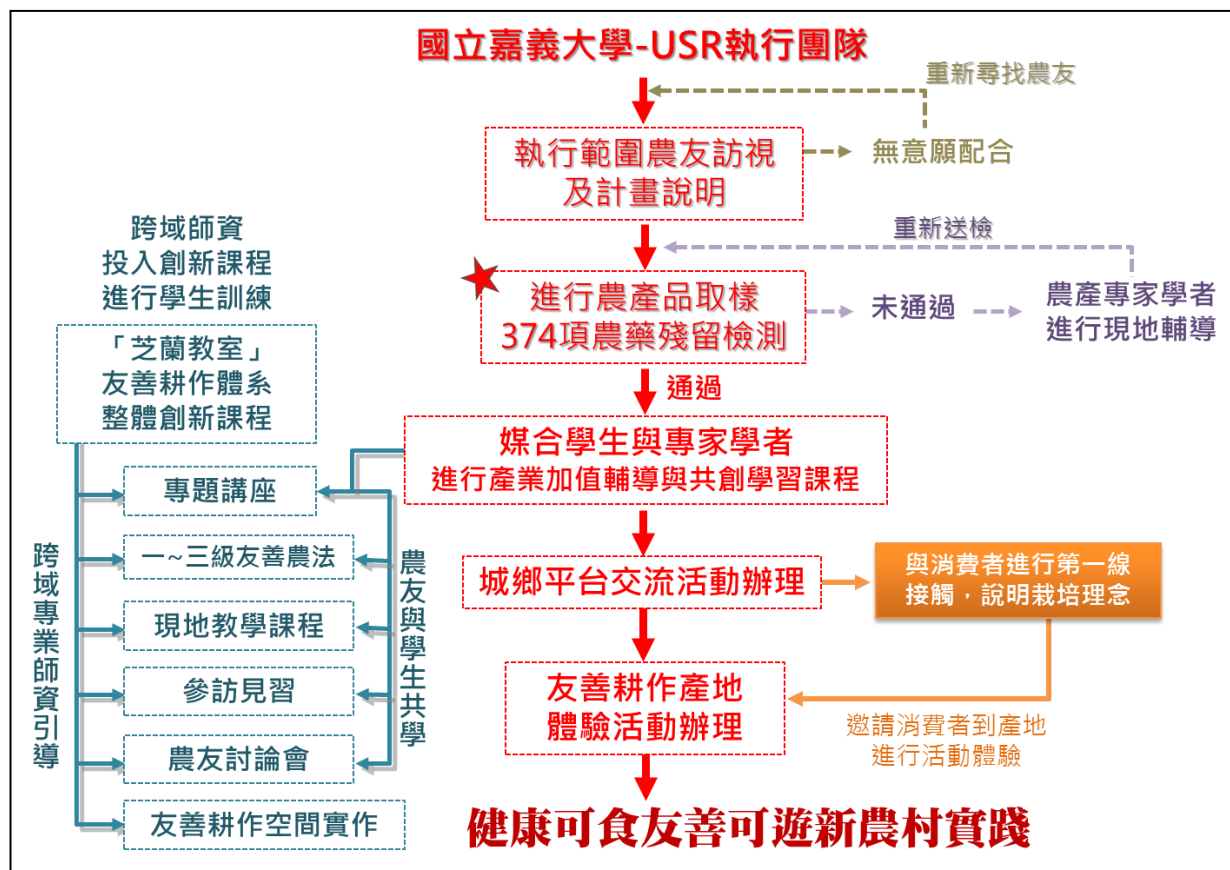 國立嘉義大學-USR執行團隊
重新尋找農友
執行範圍農友訪視
及計畫說明
無意願配合
重新送檢
進行農產品取樣
374項農藥殘留檢測
未通過
農產專家學者
進行現地輔導
通過
媒合學生與專家學者
進行產業加值輔導與共創學習課程
城鄉平台交流活動辦理
與消費者進行第一線
接觸，說明栽培理念
友善耕作產地
體驗活動辦理
邀請消費者到產地
進行活動體驗
健康可食友善可遊新農村實踐
跨域師資
投入創新課程
進行學生訓練
「芝蘭教室」
友善耕作體系
整體創新課程
專題講座
一~三級友善農法
現地教學課程
參訪見習
農友討論會
友善耕作空間實作
跨域專業師資引導
農友與學生共學